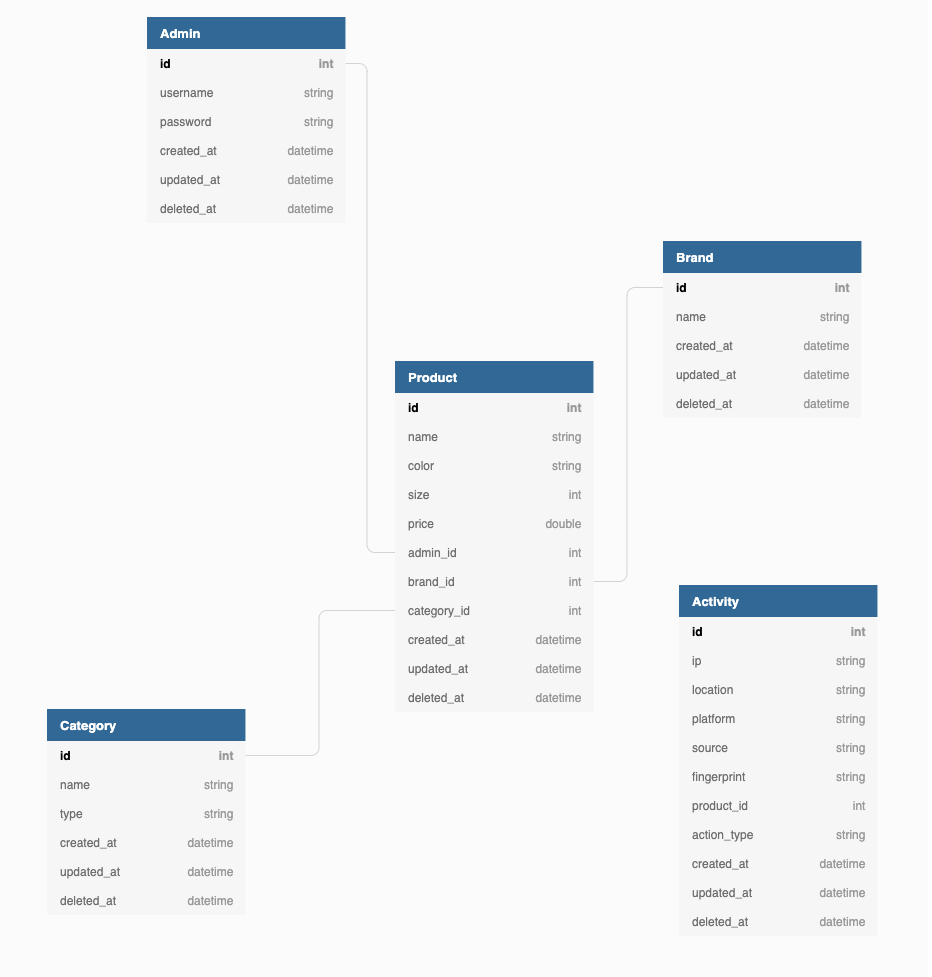 Admin
id int
username string
password string
created_at datetime
updated_at datetime
deleted_at datetime
Brand
id int
name string
created_at datetime
updated_at datetime
deleted_at datetime
Product
id int
name string
color string
size int
price double
admin_id int
brand_id int
category_id int
created_at datetime
updated_at datetime
deleted_at datetime
Activity
id int
ip string
location string
platform string
source string
fingerprint string
product_id int
action_type string
created_at datetime
updated_at datetime
deleted_at datetime
Category
id int
name string
type string
created_at datetime
updated_at datetime
deleted_at datetime